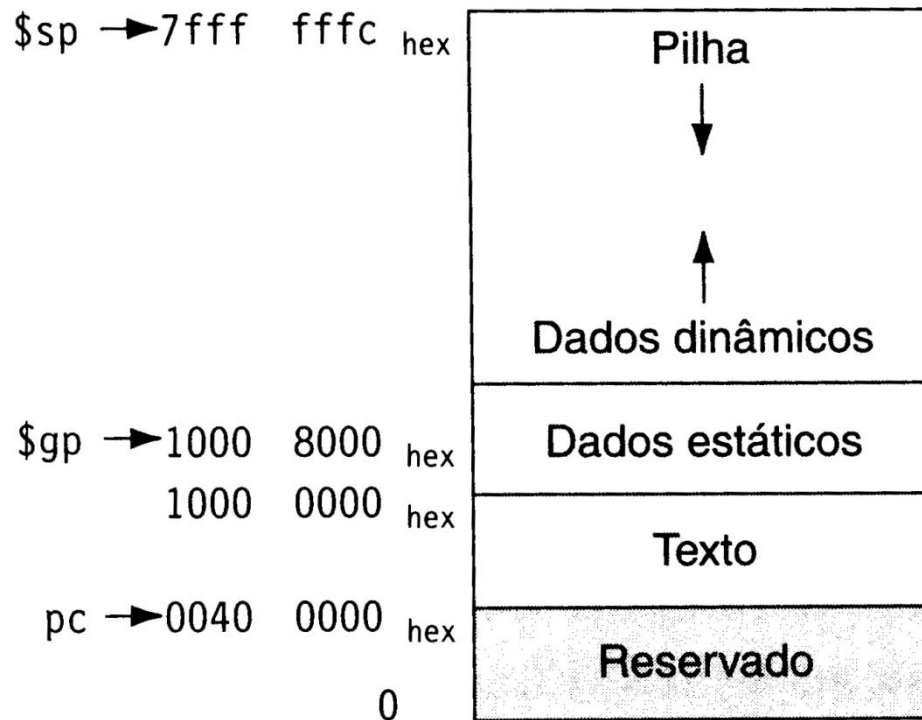 $sp 7fff fffc hex
Pilha
Dados dinâmicos
$gp 1000 8000 hex
Dados estáticos
1000 0000 hex
Texto
pc 0040 0000 hex
Reservado
0